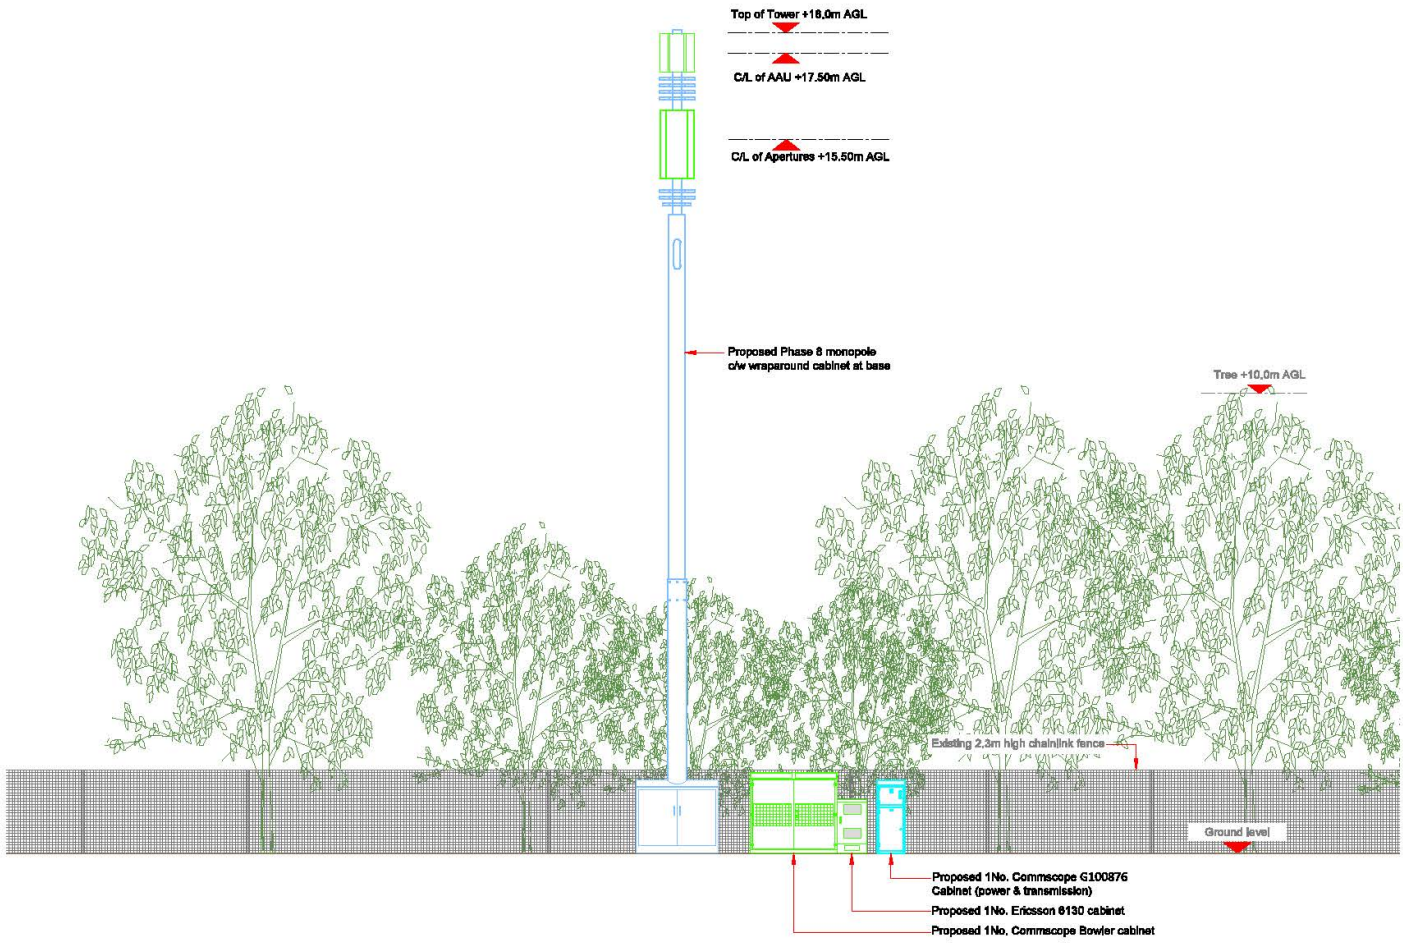 Top of Tower +18.0m AGL
C/L of AAU +17.50m AGL
C/L of Apertures +15.50m AGL
Proposed Phase 8 monopole
c/w wraparound cabinet at base
Tree +10.0m AGL
Existing 2.3m high chainlink fence
Ground level
Proposed 1No. Commscope G100876
Cabinet (power & transmission)
Proposed 1No. Ericsson 6130 cabinet
Proposed 1No. Commscope Bowler cabinet